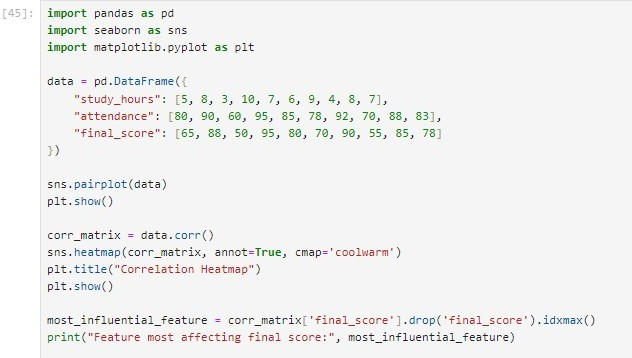 [45]: import pandas as pd
import seaborn as sns
import matplotlib.pyplot as plt
data = pd.DataFrame({
"study_hours": [5, 8, 3, 10, 7, 6, 9, 4, 8, 7],
"attendance": [80, 90, 60, 95, 85, 78, 92, 70, 88, 83],
"final_score": [65, 88, 50, 95, 80, 70, 90, 55, 85, 78]
})
sns.pairplot(data)
plt.show()
corr_matrix = data.corr()
sns.heatmap(corr_matrix, annot=True, cmap='coolwarm')
plt.title("Correlation Heatmap")
plt.show()
most_influential_feature = corr_matrix['final_score'].drop('final_score').idxmax()
print("Feature most affecting final score:", most_influential_feature)